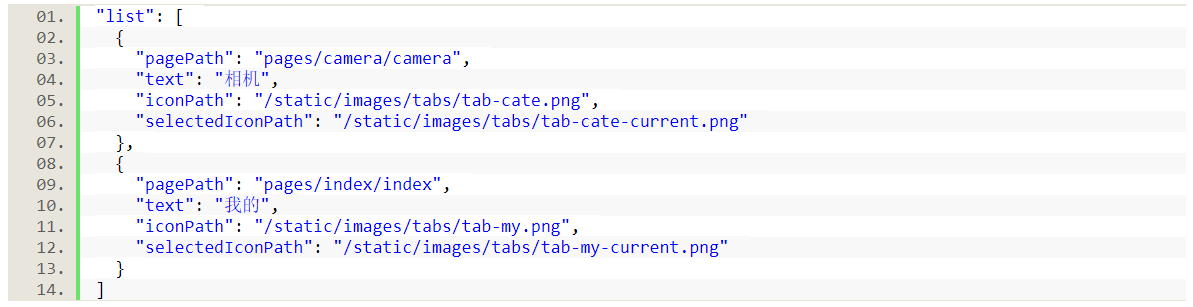 01. "list": [
02. {
03. "pagePath": "pages/camera/camera",
04. "text": "相机",
05. "iconPath": "/static/images/tabs/tab-cate.png",
06. "selectedIconPath": "/static/images/tabs/tab-cate-current.png"
07. },
08. {
09. "pagePath": "pages/index/index",
10. "text": "我的",
11. "iconPath": "/static/images/tabs/tab-my.png",
12. "selectedIconPath": "/static/images/tabs/tab-my-current.png"
13. }
14. ]